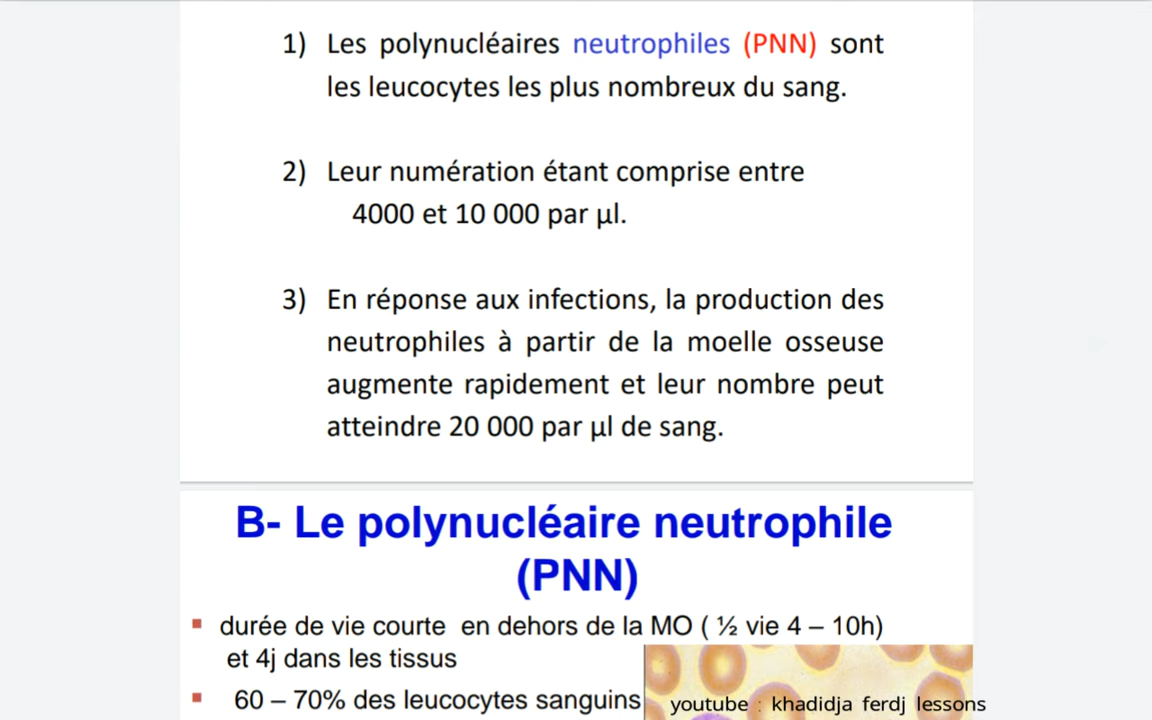 1) Les polynucléaires neutrophiles (PNN) sont
les leucocytes les plus nombreux du sang.
2) Leur numération étant comprise entre
4000 et 10 000 par µl.
3) En réponse aux infections, la production des
neutrophiles à partir de la moelle osseuse
augmente rapidement et leur nombre peut
atteindre 20 000 par µl de sang.
B- Le polynucléaire neutrophile
(PNN)
▪ durée de vie courte en dehors de la MO ( ½ vie 4 – 10h)
et 4j dans les tissus
▪ 60 – 70% des leucocytes sanguins
youtube : khadidja ferdj lessons